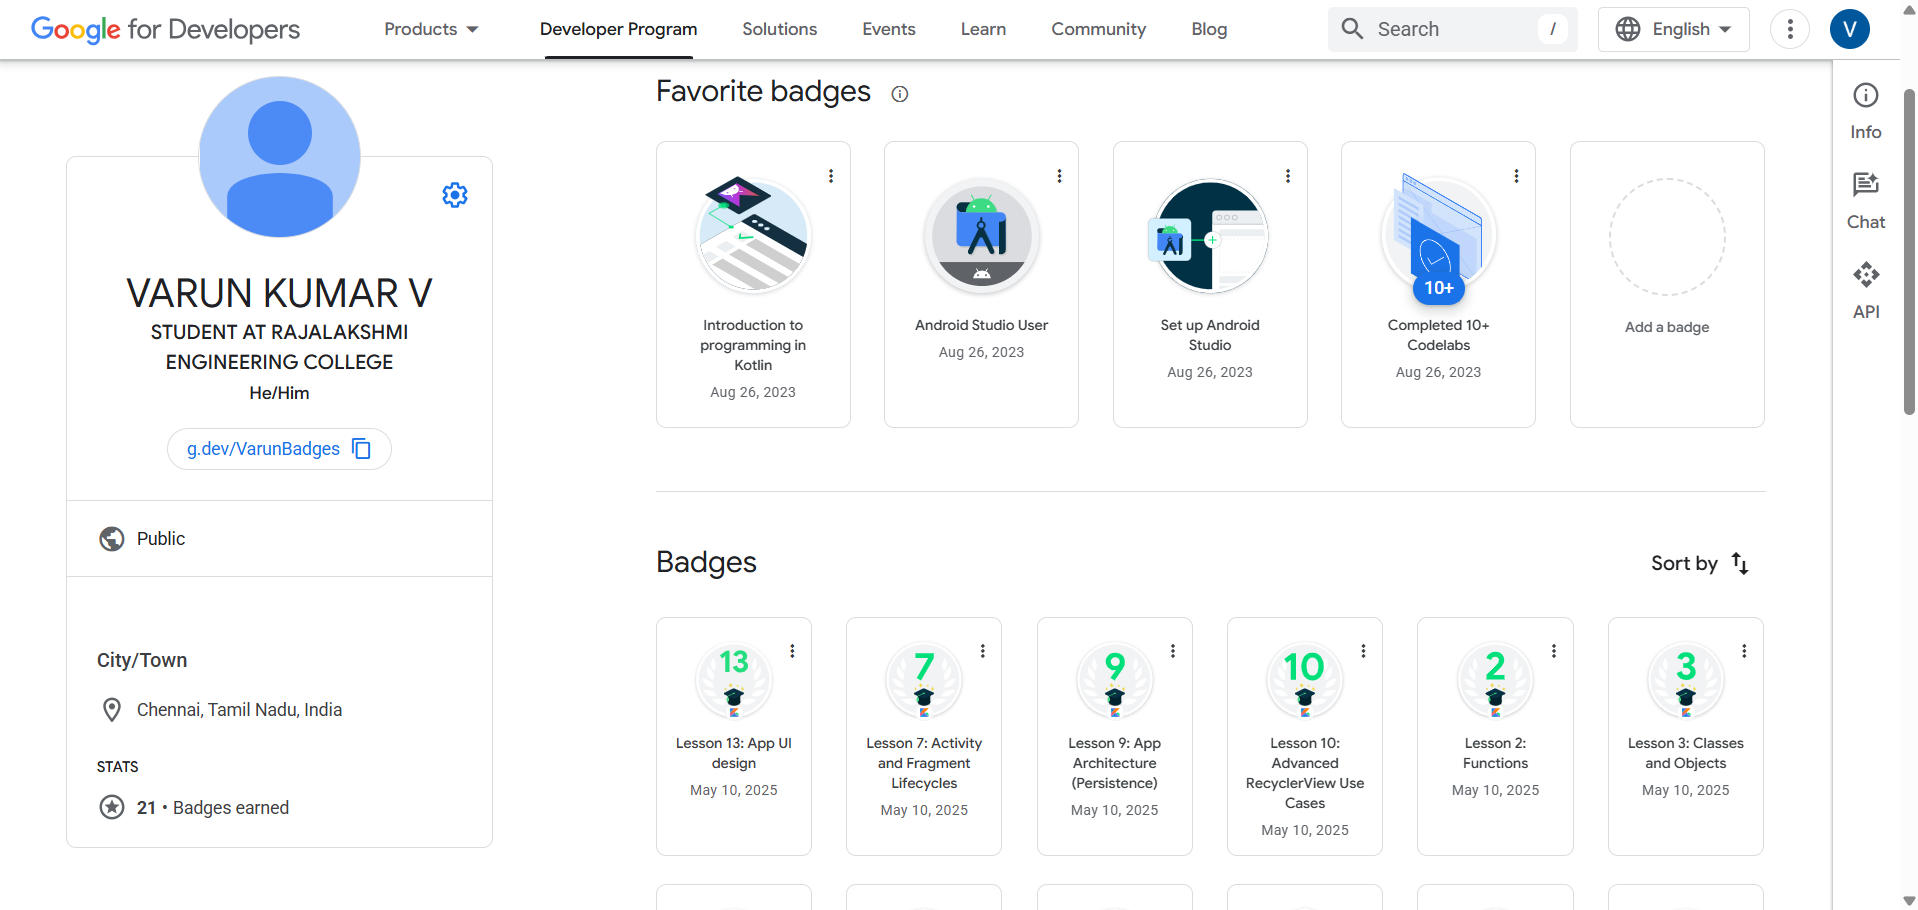 Google for Developers
Products
Developer Program
Solutions
Events
Learn
Community
Blog
Search
/
English
V
VARUN KUMAR V
STUDENT AT RAJALAKSHMI
ENGINEERING COLLEGE
He/Him
g.dev/VarunBadges
Public
City/Town
Chennai, Tamil Nadu, India
STATS
21 • Badges earned
Favorite badges
Introduction to
programming in
Kotlin
Aug 26, 2023
Android Studio User
Aug 26, 2023
Set up Android
Studio
Aug 26, 2023
10+
Completed 10+
Codelabs
Aug 26, 2023
Add a badge
Badges
Sort by
13
Lesson 13: App UI
design
May 10, 2025
7
Lesson 7: Activity
and Fragment
Lifecycles
May 10, 2025
9
Lesson 9: App
Architecture
(Persistence)
May 10, 2025
10
Lesson 10:
Advanced
RecyclerView Use
Cases
May 10, 2025
2
Lesson 2:
Functions
May 10, 2025
3
Lesson 3: Classes
and Objects
May 10, 2025
Info
Chat
API